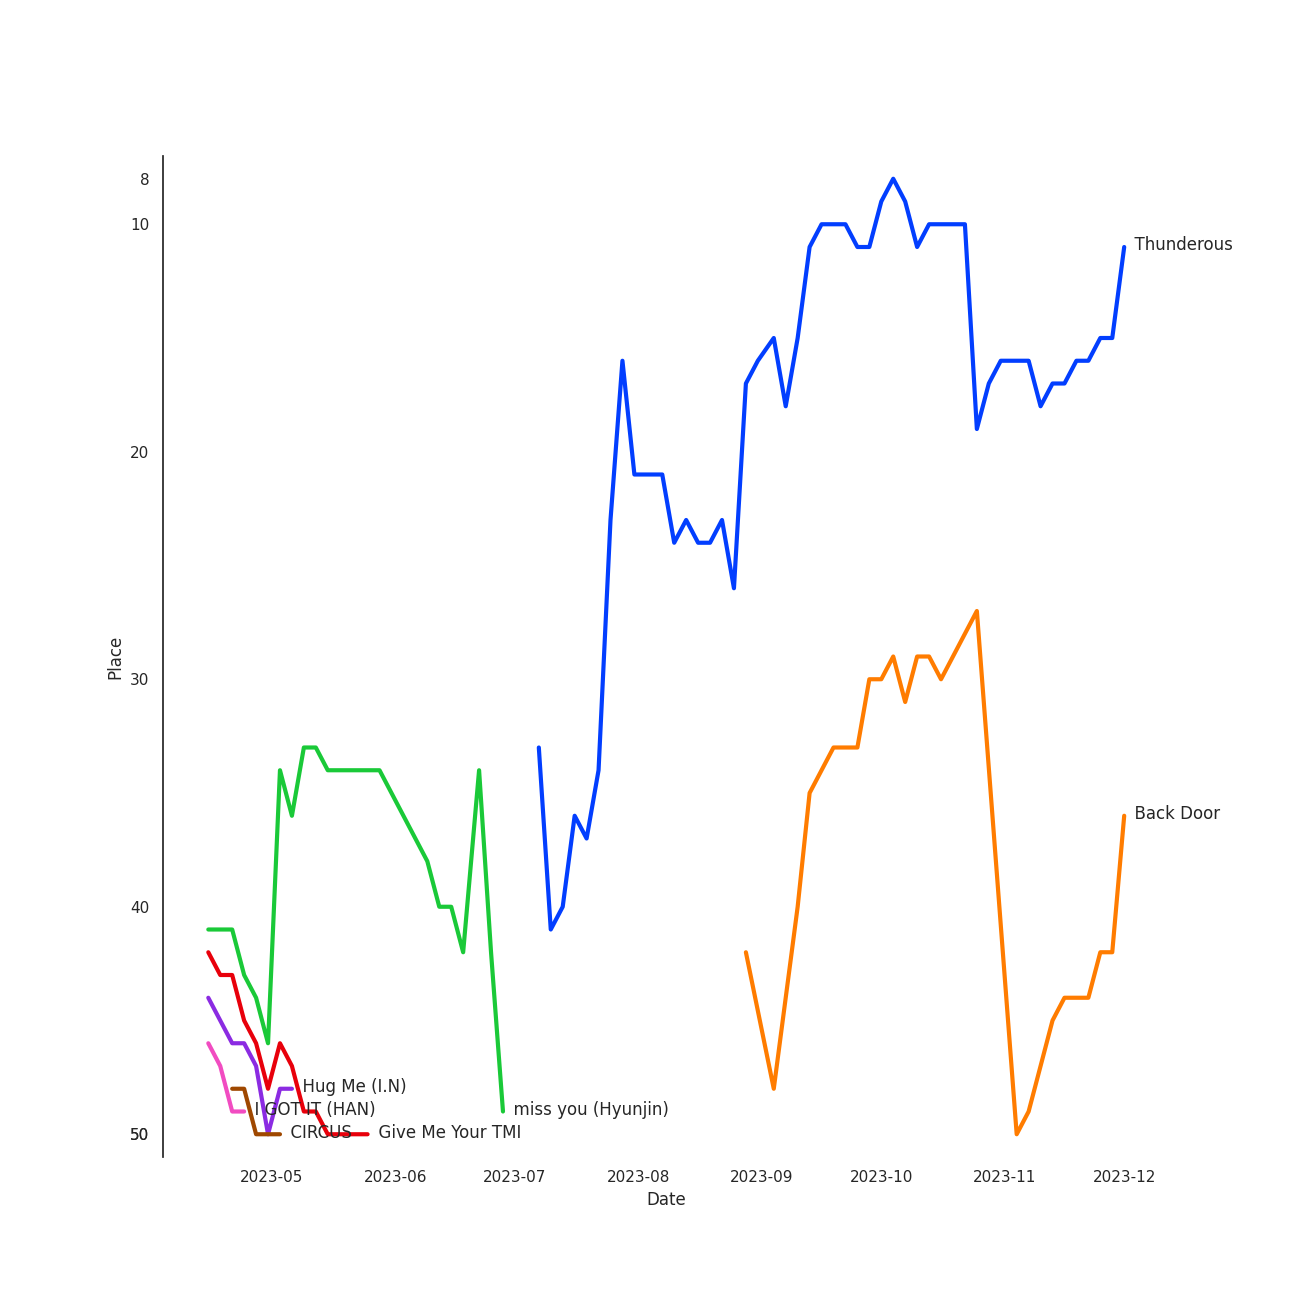 8
10
20
30
40
50
Place
Thunderous
Back Door
Hug Me (I.N)
I GOT IT (HAN)
miss you (Hyunjin)
CIRCUS
Give Me Your TMI
2023-05
2023-06
2023-07
2023-08
2023-09
2023-10
2023-11
2023-12
Date